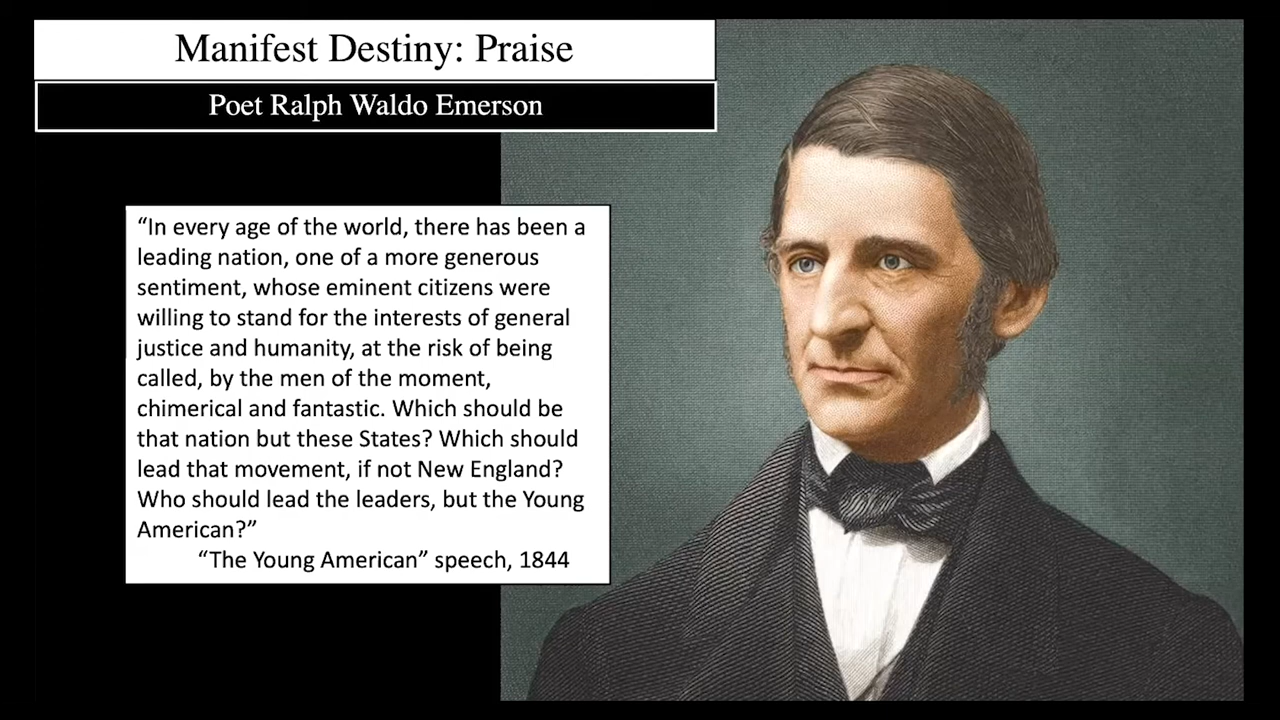 Manifest Destiny: Praise
Poet Ralph Waldo Emerson
“In every age of the world, there has been a
leading nation, one of a more generous
sentiment, whose eminent citizens were
willing to stand for the interests of general
justice and humanity, at the risk of being
called, by the men of the moment,
chimerical and fantastic. Which should be
that nation but these States? Which should
lead that movement, if not New England?
Who should lead the leaders, but the Young
American?”
“The Young American” speech, 1844